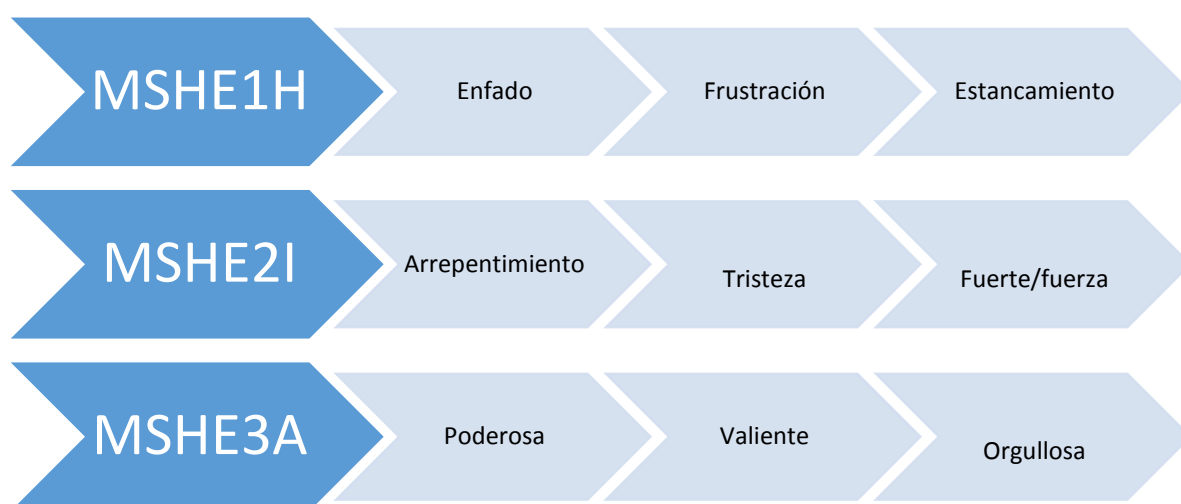 MSHE1H
Enfado
Frustración
Estancamiento
MSHE2I
Arrepentimiento
Tristeza
Fuerte/fuerza
MSHE3A
Poderosa
Valiente
Orgullosa